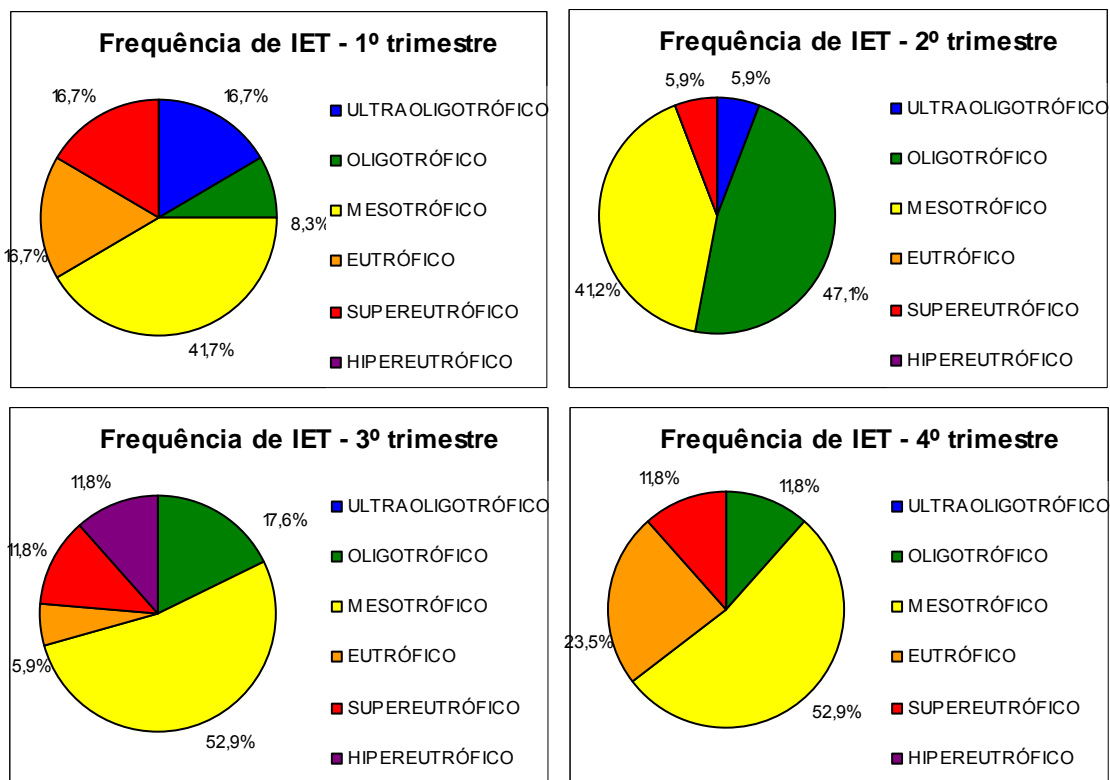 Frequência de IET - 1º trimestre
16,7%
16,7%
8,3%
41,7%
16,7%
ULTRAOLIGOTRÓFICO
OLIGOTRÓFICO
MESOTRÓFICO
EUTRÓFICO
SUPEREUTRÓFICO
HIPEREUTRÓFICO
Frequência de IET - 2º trimestre
5,9%
5,9%
47,1%
41,2%
ULTRAOLIGOTRÓFICO
OLIGOTRÓFICO
MESOTRÓFICO
EUTRÓFICO
SUPEREUTRÓFICO
HIPEREUTRÓFICO
Frequência de IET - 3º trimestre
11,8%
17,6%
11,8%
5,9%
52,9%
ULTRAOLIGOTRÓFICO
OLIGOTRÓFICO
MESOTRÓFICO
EUTRÓFICO
SUPEREUTRÓFICO
HIPEREUTRÓFICO
Frequência de IET - 4º trimestre
11,8%
11,8%
23,5%
52,9%
ULTRAOLIGOTRÓFICO
OLIGOTRÓFICO
MESOTRÓFICO
EUTRÓFICO
SUPEREUTRÓFICO
HIPEREUTRÓFICO